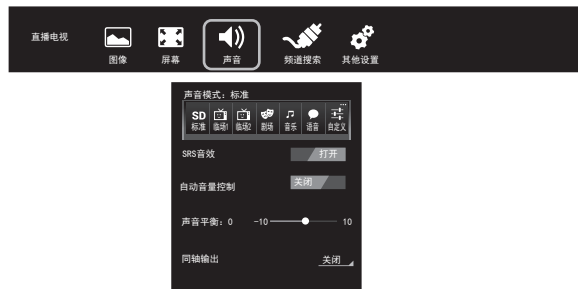 直播电视
图像 屏幕 声音 频道搜索 其他设置
声音模式：标准
SD
标准 临场1 临场2 剧场 音乐 语音 自定义
SRS音效 打开
自动音量控制 关闭
声音平衡：0 -10 10
同轴输出 关闭